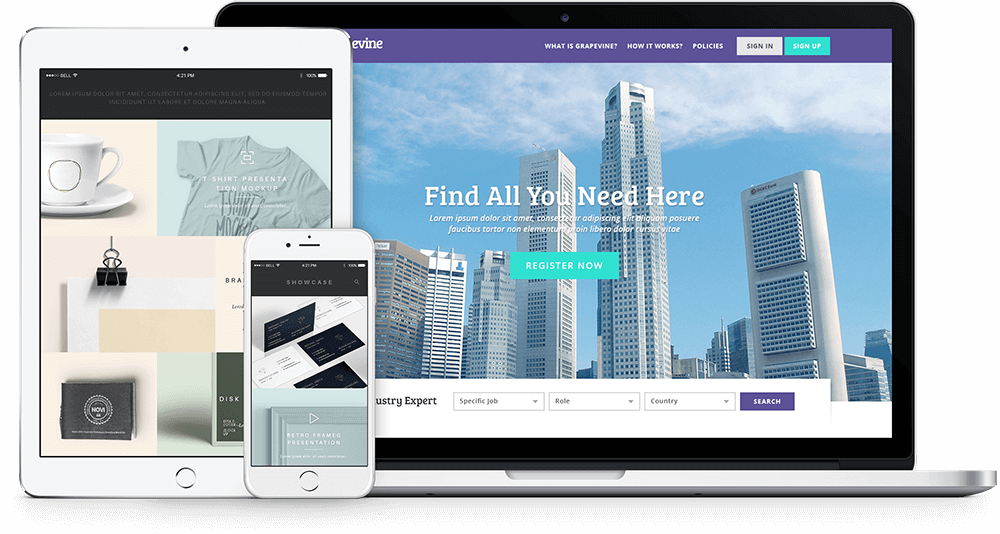 evine
WHAT IS GRAPEVINE?
HOW IT WORKS?
POLICIES
SIGN IN
SIGN UP
Find All You Need Here
Lorem ipsum dolor sit amet, consectetur adipiscing elit aliquam posuere
faucibus tortor non elementum proin libero dolor cursus vitae
REGISTER NOW
ustry Expert
Specific Job
Role
Country
SEARCH
BELL
4:21 PM
100%
LOREM IPSUM DOLOR SIT AMET, CONSECTETUR ADIPISCING ELIT, SED DO EIUSMOD TEMPOR
INCIDIDUNT UT LABORE ET DOLORE MAGNA ALIQUA.
T-SHIRT PRESENTA
TION MOCKUP
BRA
NOVI
DISK
BELL
4:21 PM
100%
SHOWCASE
RETRO FRAMES
PRESENTATION